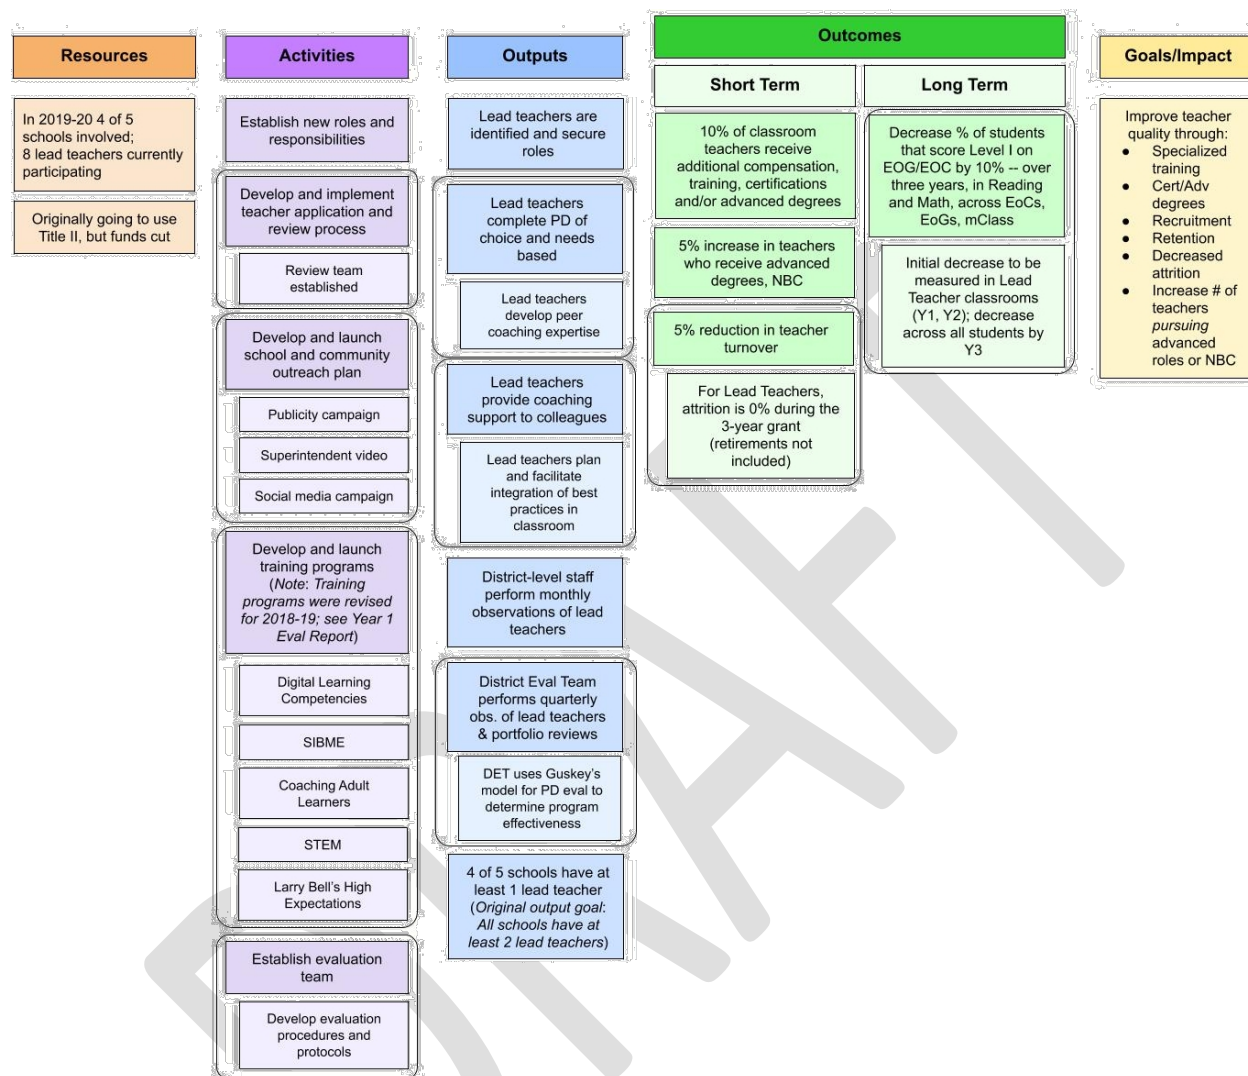 Resources
In 2019-20 4 of 5
schools involved;
8 lead teachers currently
participating
Originally going to use
Title II, but funds cut
Activities
Establish new roles and
responsibilities
Develop and implement
teacher application and
review process
Review team
established
Develop and launch
school and community
outreach plan
Publicity campaign
Superintendent video
Social media campaign
Develop and launch
training programs
(Note: Training
programs were revised
for 2018-19; see Year 1
Eval Report)
Digital Learning
Competencies
SIBME
Coaching Adult
Learners
STEM
Larry Bell's High
Expectations
Establish evaluation
team
Develop evaluation
procedures and
protocols
Outputs
Lead teachers are
identified and secure
roles
Lead teachers
complete PD of
choice and needs
based
Lead teachers
develop peer
coaching expertise
Lead teachers
provide coaching
support to colleagues
Lead teachers plan
and facilitate
integration of best
practices in
classroom
District-level staff
perform monthly
observations of lead
teachers
District Eval Team
performs quarterly
obs. of lead teachers
& portfolio reviews
DET uses Guskey's
model for PD eval to
determine program
effectiveness
4 of 5 schools have at
least 1 lead teacher
(Original output goal:
All schools have at
least 2 lead teachers)
Outcomes
Short Term
10% of classroom
teachers receive
additional compensation,
training, certifications
and/or advanced degrees
5% increase in teachers
who receive advanced
degrees, NBC
5% reduction in teacher
turnover
For Lead Teachers,
attrition is 0% during the
3-year grant
(retirements not
included)
Long Term
Decrease % of students
that score Level I on
EOG/EOC by 10% -- over
three years, in Reading
and Math, across EoCs,
EoGs, mClass
Initial decrease to be
measured in Lead
Teacher classrooms
(Y1, Y2); decrease
across all students by
Y3
Goals/Impact
Improve teacher
quality through:
● Specialized
training
● Cert/Adv
degrees
● Recruitment
● Retention
● Decreased
attrition
● Increase # of
teachers
pursuing
advanced
roles or NBC
DRAFT